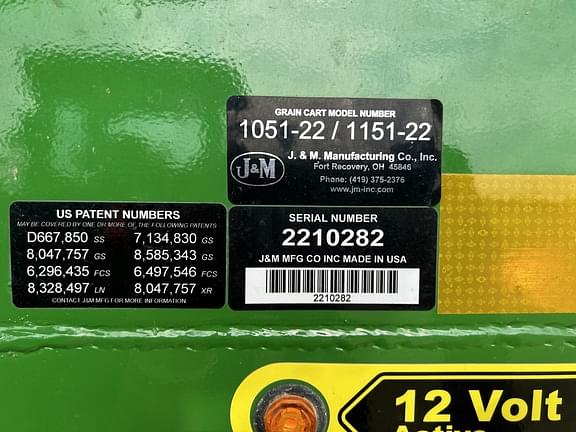 GRAIN CART MODEL NUMBER
1051-22 / 1151-22
J&M
J. & M. Manufacturing Co., Inc.
Fort Recovery, OH 45846
Phone: (419) 375-2376
www.jm-inc.com
US PATENT NUMBERS
MAY BE COVERED BY ONE OR MORE OF THE FOLLOWING PATENTS
D667,850 SS 7,134,830 GS
8,047,757 GS 8,585,343 GS
6,296,435 FCS 6,497,546 FCS
8,328,497 LN 8,047,757 XR
CONTACT J&M MFG FOR MORE INFORMATION
SERIAL NUMBER
2210282
J&M MFG CO INC MADE IN USA
2210282
12 Volt
Active